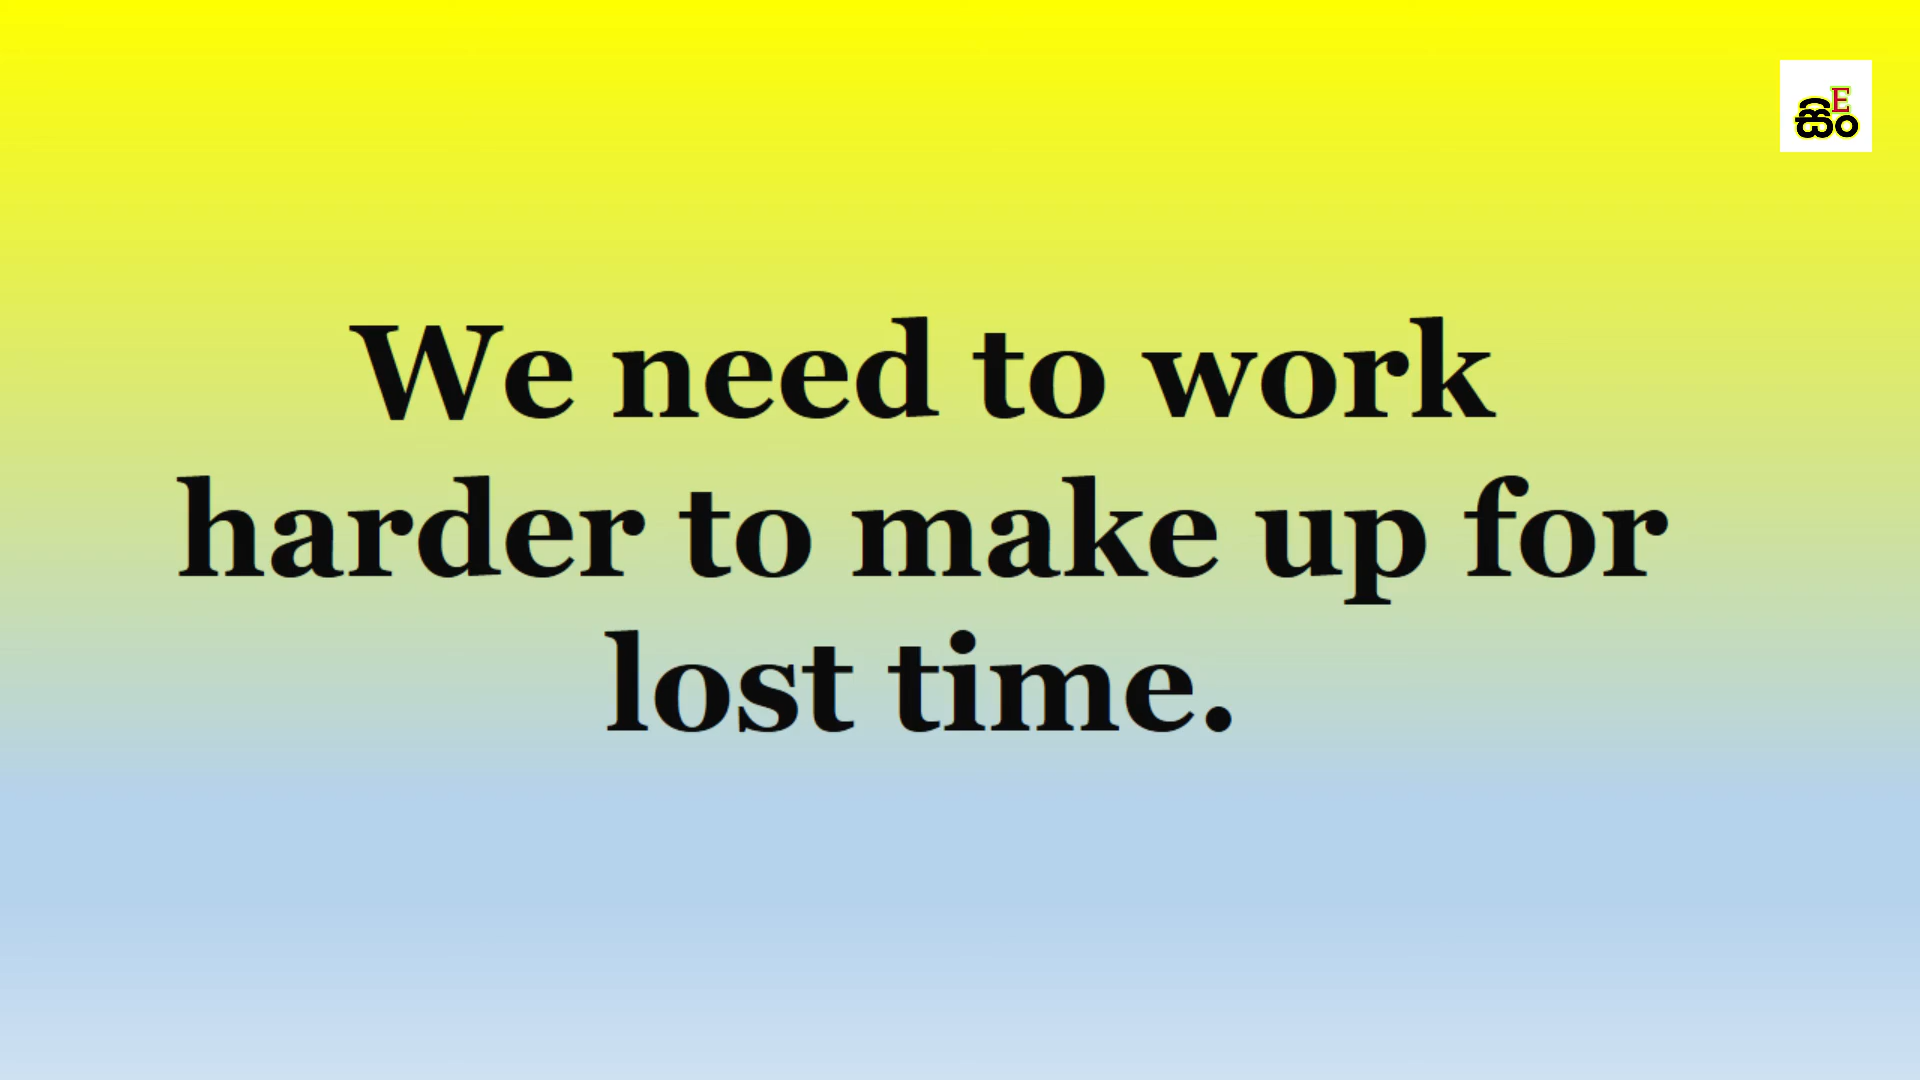 E
සිං
We need to work
harder to make up for
lost time.